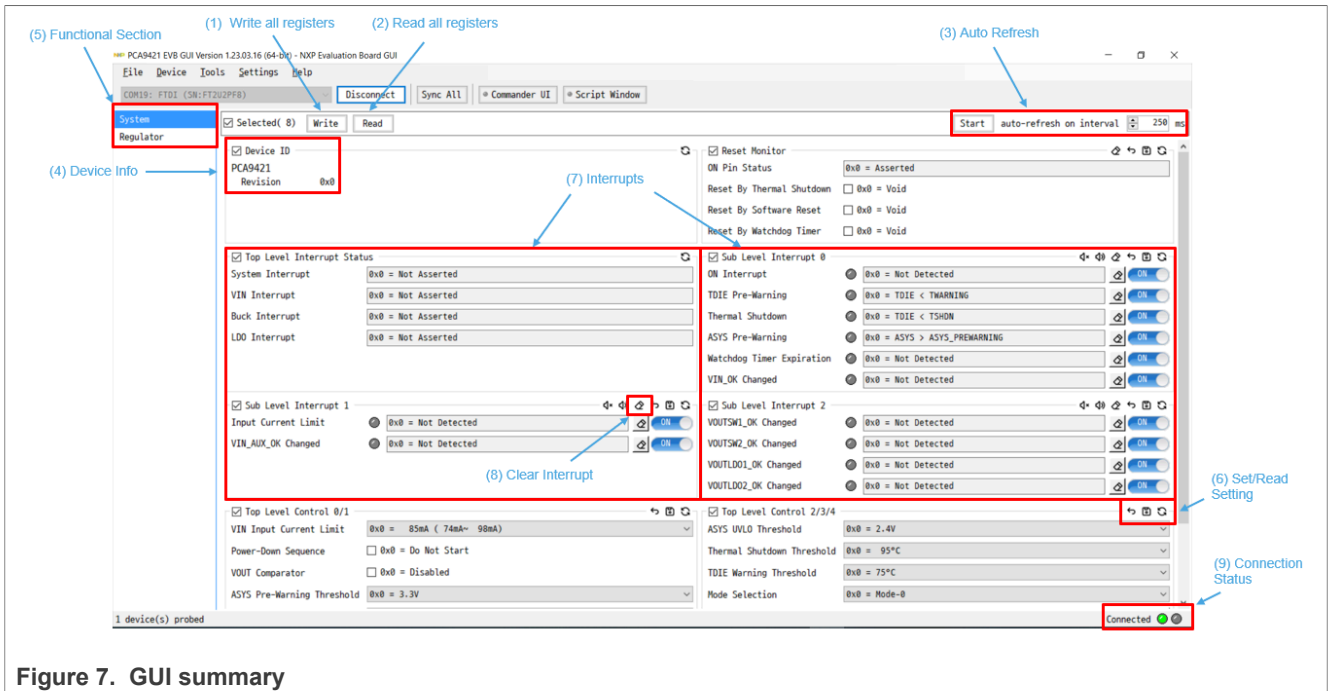 (1) Write all registers
(2) Read all registers
(3) Auto Refresh
(5) Functional Section
PCA9421 EVB GUI Version 1.23.03.16 (64-bit) - NXP Evaluation Board GUI
File Device Tools Settings Help
COM19: FTDI (SN:FT2U2PF8) Disconnect Sync All Commander UI Script Window
System
Regulator
Selected( 8) Write Read
Start auto-refresh on interval 250 ms
(4) Device Info
Device ID
PCA9421
Revision 0x0
(7) Interrupts
Reset Monitor
ON Pin Status 0x0 = Asserted
Reset By Thermal Shutdown 0x0 = Void
Reset By Software Reset 0x0 = Void
Reset By Watchdog Timer 0x0 = Void
Top Level Interrupt Status
System Interrupt 0x0 = Not Asserted
VIN Interrupt 0x0 = Not Asserted
Buck Interrupt 0x0 = Not Asserted
LDO Interrupt 0x0 = Not Asserted
Sub Level Interrupt 0
ON Interrupt 0x0 = Not Detected ON
TDIE Pre-Warning 0x0 = TDIE < TWARNING ON
Thermal Shutdown 0x0 = TDIE < TSHDN ON
ASYS Pre-Warning 0x0 = ASYS > ASYS_PREWARNING ON
Watchdog Timer Expiration 0x0 = Not Detected ON
VIN_OK Changed 0x0 = Not Detected ON
Sub Level Interrupt 1
Input Current Limit 0x0 = Not Detected ON
VIN_AUX_OK Changed 0x0 = Not Detected ON
(8) Clear Interrupt
Sub Level Interrupt 2
VOUTSW1_OK Changed 0x0 = Not Detected ON
VOUTSW2_OK Changed 0x0 = Not Detected ON
VOUTLDO1_OK Changed 0x0 = Not Detected ON
VOUTLDO2_OK Changed 0x0 = Not Detected ON
(6) Set/Read
Setting
Top Level Control 0/1
VIN Input Current Limit 0x0 = 85mA ( 74mA~ 98mA)
Power-Down Sequence 0x0 = Do Not Start
VOUT Comparator 0x0 = Disabled
ASYS Pre-Warning Threshold 0x0 = 3.3V
Top Level Control 2/3/4
ASYS UVLO Threshold 0x0 = 2.4V
Thermal Shutdown Threshold 0x0 = 95°C
TDIE Warning Threshold 0x0 = 75°C
Mode Selection 0x0 = Mode-0
(9) Connection
Status
1 device(s) probed
Connected
Figure 7. GUI summary